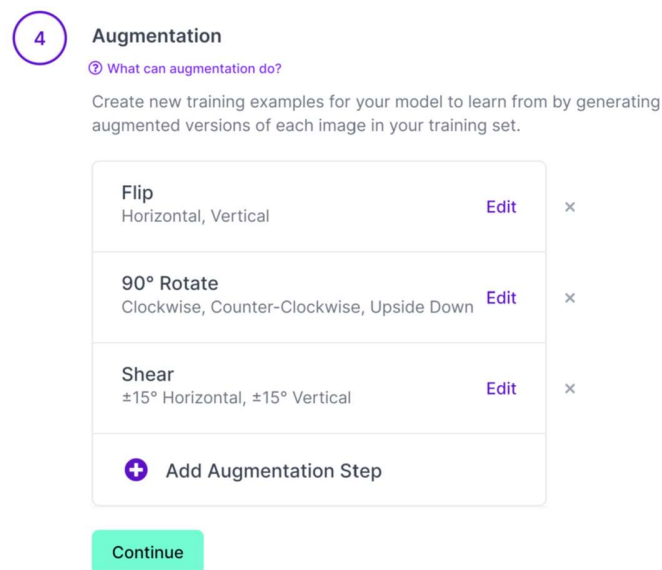 4
Augmentation
What can augmentation do?
Create new training examples for your model to learn from by generating
augmented versions of each image in your training set.
Flip
Horizontal, Vertical
Edit
90° Rotate
Clockwise, Counter-Clockwise, Upside Down
Edit
Shear
±15° Horizontal, ±15° Vertical
Edit
Add Augmentation Step
Continue